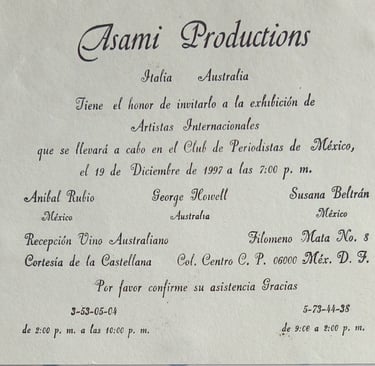 Asami Productions
Italia Australia
Tiene el honor de invitarlo a la exhibición de
Artistas Internacionales
que se llevará a cabo en el Club de Periodistas de México,
el 19 de Diciembre de 1997 a las 7:00 p. m.
Anibal Rubio George Howell Susana Beltrán
México Australia México
Recepción Vino Australiano Filomeno Mata No. 8
Cortesía de la Castellana Col. Centro C. P. 06000 Méx. D. F.
Por favor confirme su asistencia Gracias
3-53-05-04 5-73-44-38
de 2:00 p. m. a las 10:00 p. m. de 9:00 a 2:00 p. m.